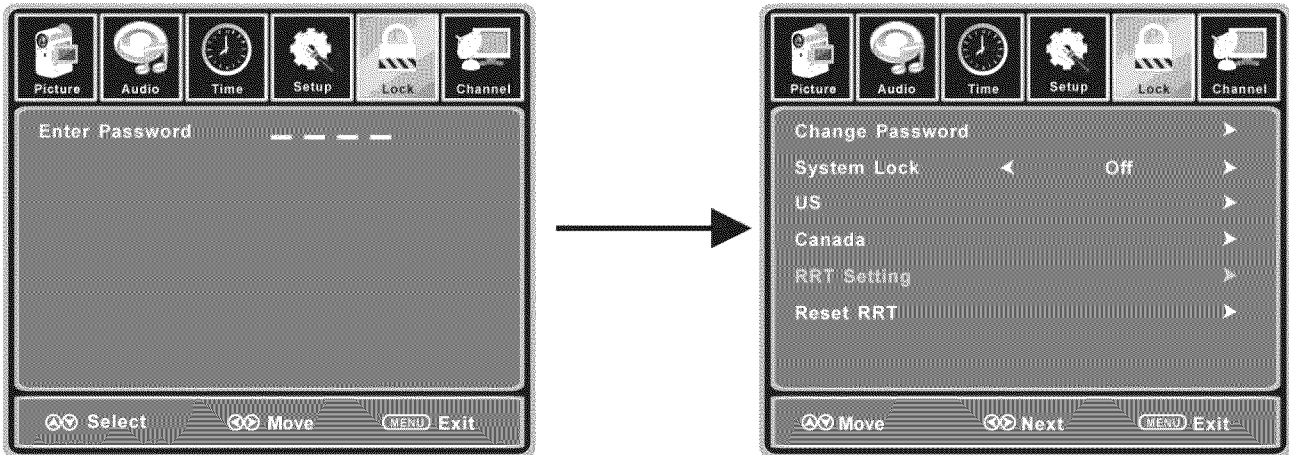 Picture Audio Time Setup Lock Channel
Enter Password _ _ _ _
Select Move MENU Exit
Picture Audio Time Setup Lock Channel
Change Password
System Lock Off
US
Canada
RRT Setting
Reset RRT
Move Next MENU Exit